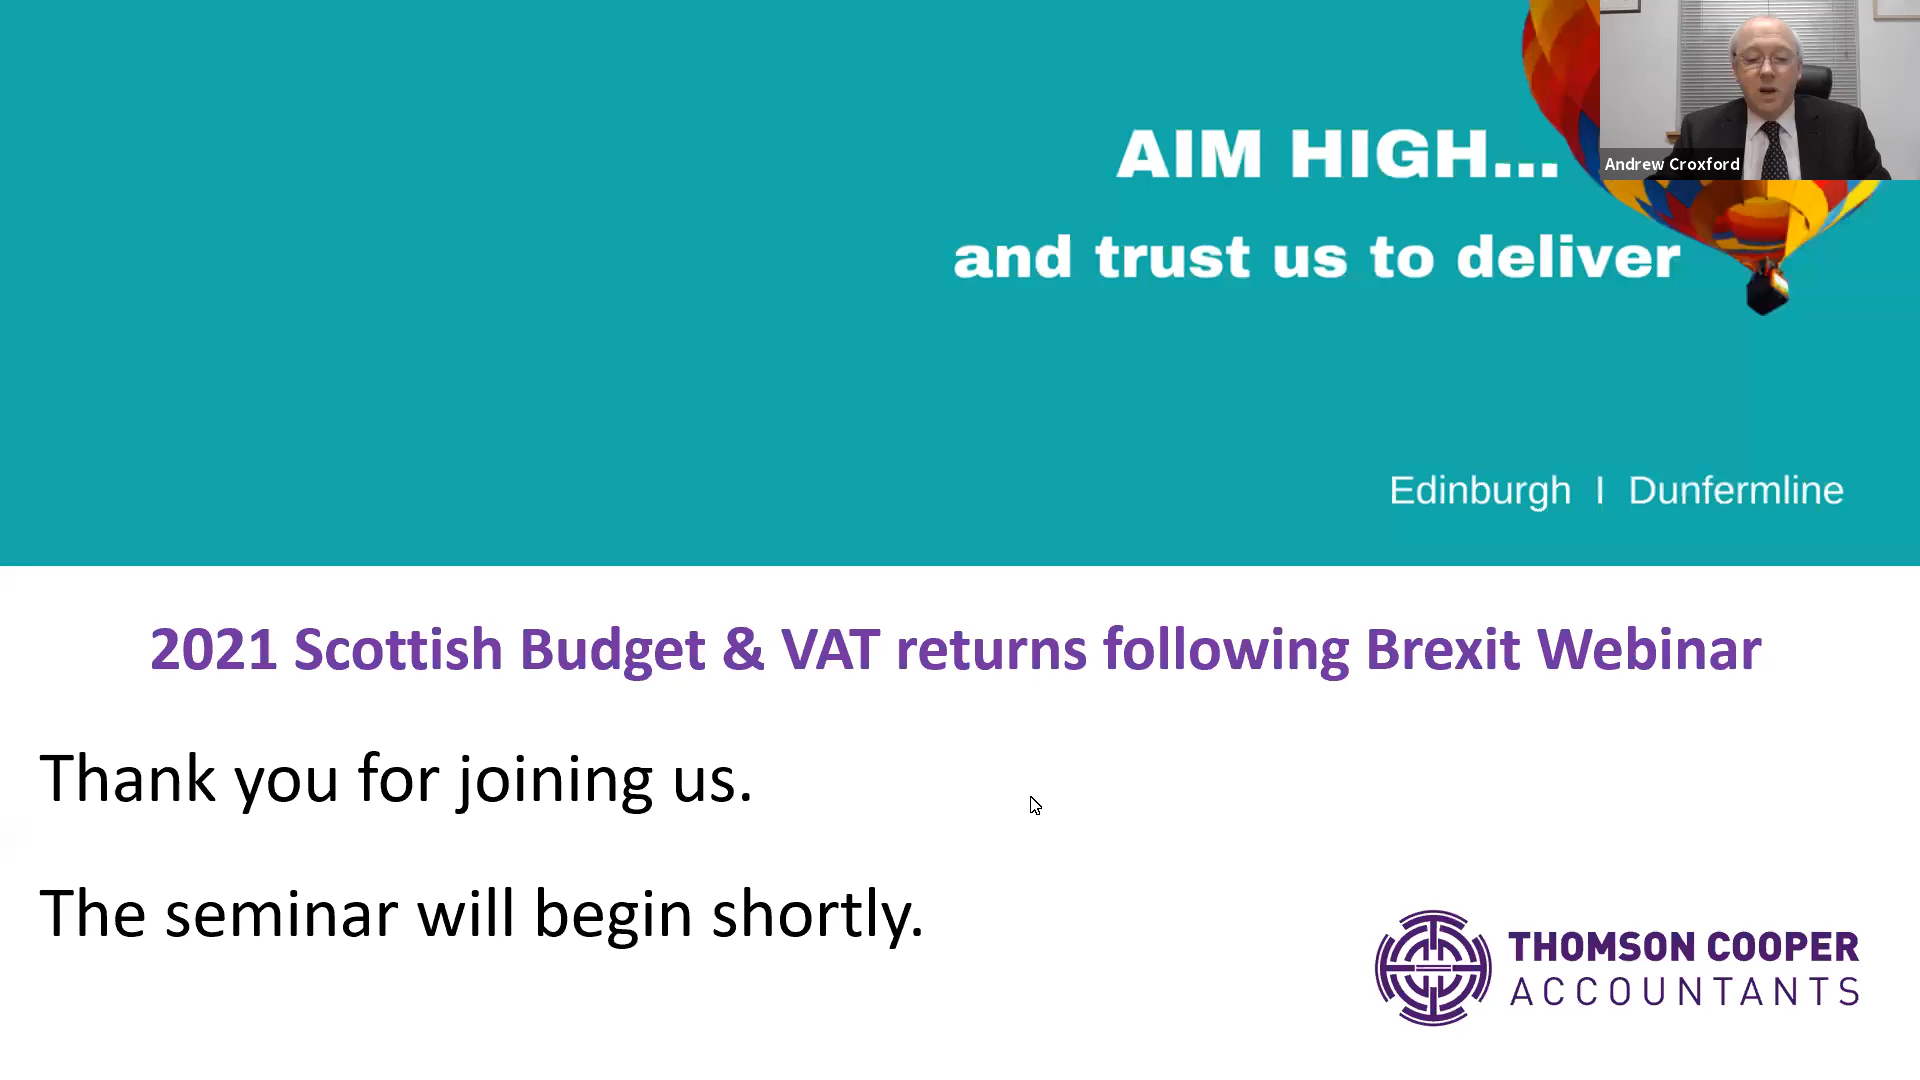 AIM HIGH...
and trust us to deliver
Andrew Croxford
Edinburgh I Dunfermline
2021 Scottish Budget & VAT returns following Brexit Webinar
Thank you for joining us.
The seminar will begin shortly.
THOMSON COOPER
ACCOUNTANTS